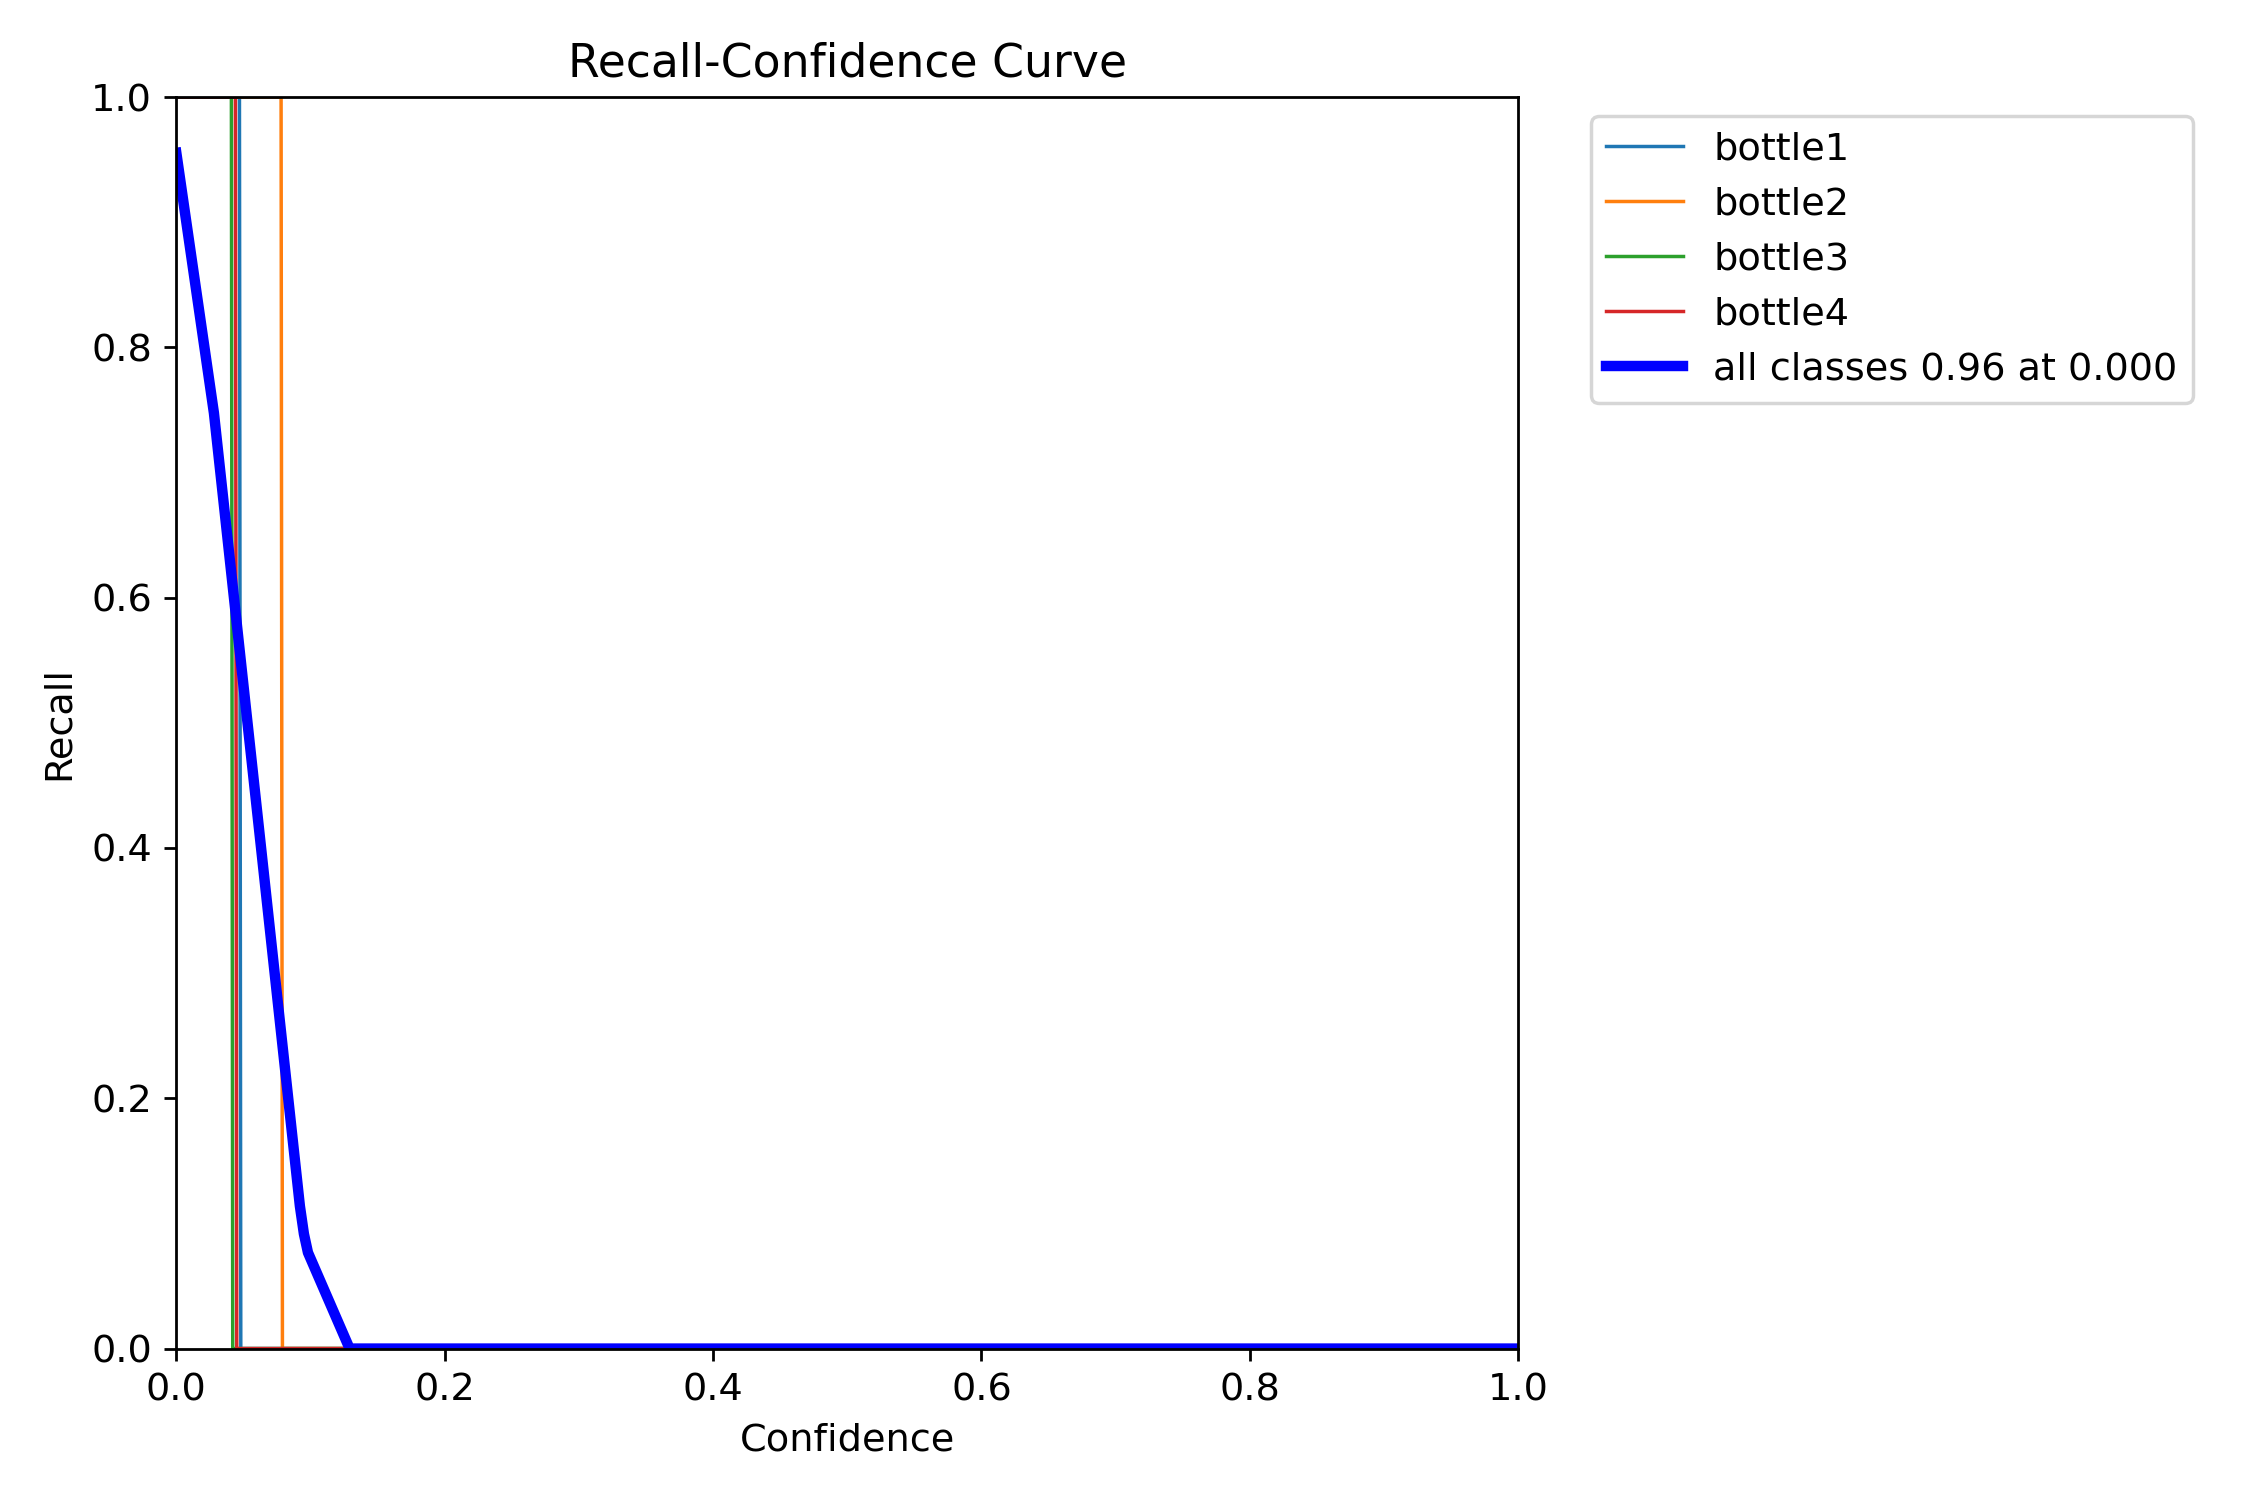 Recall-Confidence Curve
1.0
0.8
0.6
0.4
0.2
0.0
Recall
0.0 0.2 0.4 0.6 0.8 1.0
Confidence
bottle1
bottle2
bottle3
bottle4
all classes 0.96 at 0.000